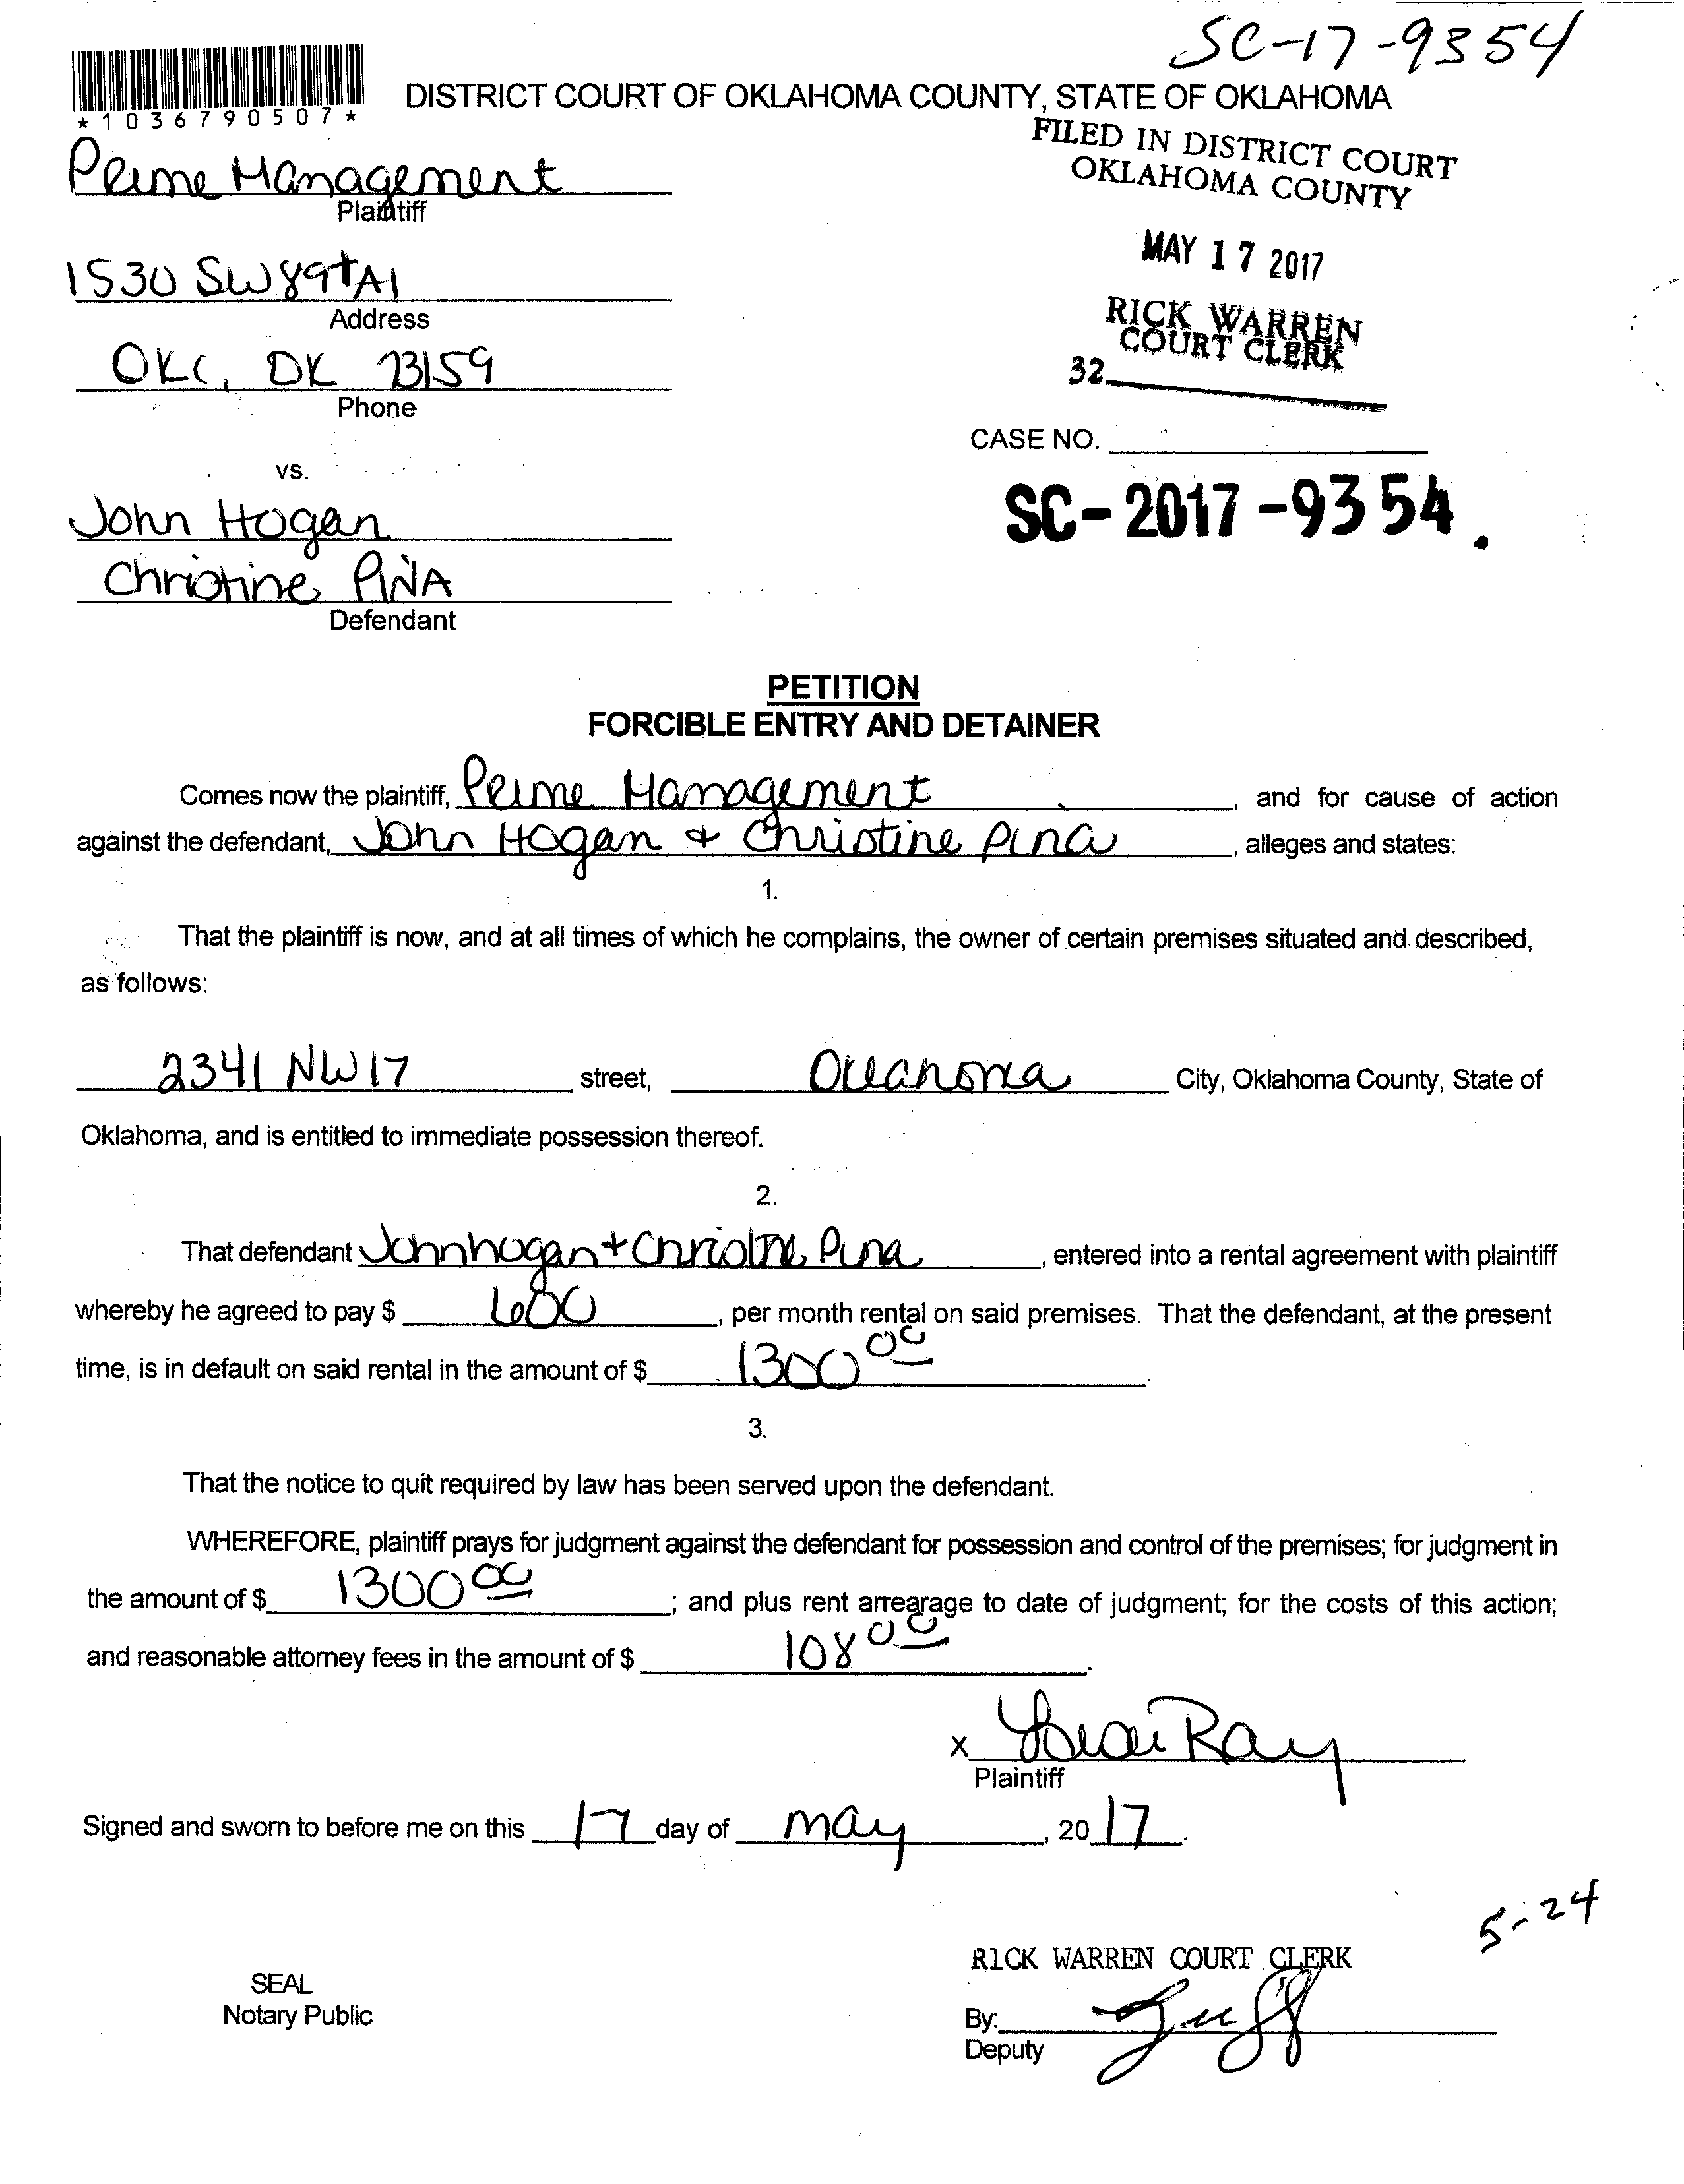 SC-17-9354
*1036790507*
DISTRICT COURT OF OKLAHOMA COUNTY, STATE OF OKLAHOMA
FILED IN DISTRICT COURT
OKLAHOMA COUNTY
Prime Management
Plaintiff
MAY 17 2017
1530 SW 89th A1
Address
RICK WARREN
COURT CLERK
OKC, OK 73159
32
Phone
CASE NO.
vs.
SC-2017-9354.
John Hogan
Christine PINA
Defendant
PETITION
FORCIBLE ENTRY AND DETAINER
Comes now the plaintiff, Prime Management, and for cause of action
against the defendant, John Hogan + Christine Pina, alleges and states:
1.
That the plaintiff is now, and at all times of which he complains, the owner of certain premises situated and described,
as follows:
2341 NW 17 street, Oklahoma City, Oklahoma County, State of
Oklahoma, and is entitled to immediate possession thereof.
2.
That defendant John hogan + Christine Pina, entered into a rental agreement with plaintiff
whereby he agreed to pay $ , per month rental on said premises. That the defendant, at the present
time, is in default on said rental in the amount of $ 1300 00.
3.
That the notice to quit required by law has been served upon the defendant.
WHEREFORE, plaintiff prays for judgment against the defendant for possession and control of the premises; for judgment in
the amount of $ 1300 00; and plus rent arrearage to date of judgment; for the costs of this action;
and reasonable attorney fees in the amount of $ 108 00.
x Ray
Plaintiff
Signed and sworn to before me on this 17 day of May, 2017.
5-24
RICK WARREN COURT CLERK
SEAL
Notary Public
By:
Deputy